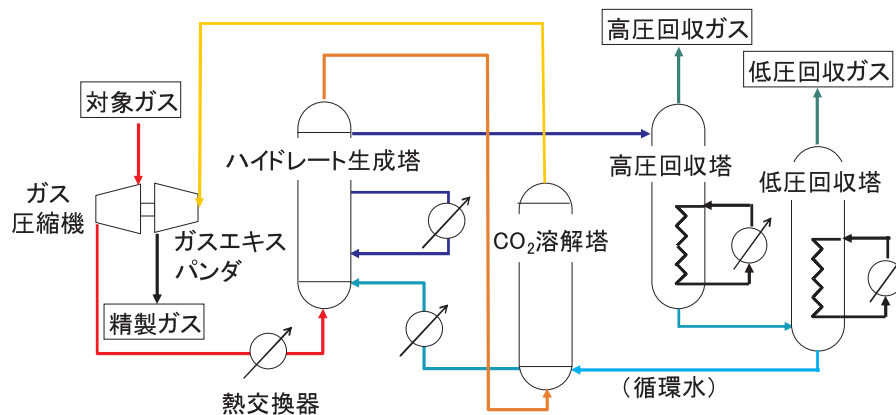 高圧回収ガス
低圧回収ガス
対象ガス
ハイドレート生成塔
高圧回収塔
低圧回収塔
ガス
圧縮機
ガスエキス
パンダ
CO₂溶解塔
精製ガス
熱交換器
（循環水）